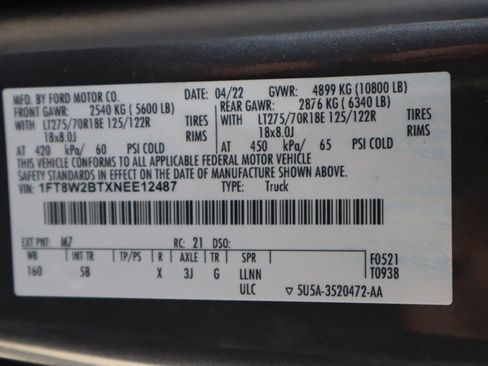 MFD. BY FORD MOTOR CO. DATE: 04/22 GVWR: 4899 KG (10800 LB)
FRONT GAWR: 2540 KG (5600 LB) REAR GAWR: 2876 KG (6340 LB)
WITH LT275/70R18E 125/122R TIRES WITH LT275/70R18E 125/122R TIRES
18x8.0J RIMS 18x8.0J RIMS
AT 420 kPa/ 60 PSI COLD AT 450 kPa/ 65 PSI COLD
THIS VEHICLE CONFORMS TO ALL APPLICABLE FEDERAL MOTOR VEHICLE
SAFETY STANDARDS IN EFFECT ON THE DATE OF MANUFACTURE SHOWN ABOVE.
VIN: 1FT8W2BTXNEE12487 TYPE: Truck
EXT PNT: M7 RC: 21 DSO:
WB INT TR TP/PS R AXLE TR SPR F0521
160 5B X 3J G LLNN T0938
ULC ▽ 5U5A-3520472-AA